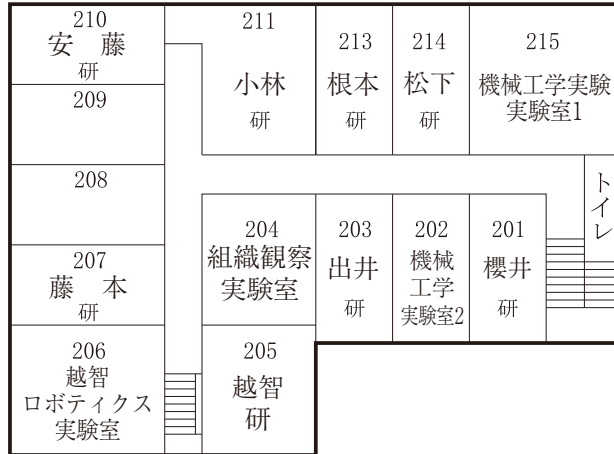 210
安 藤
研
209
208
207
藤 本
研
206
越智
ロボティクス
実験室
211
小林
研
213
根本
研
214
松下
研
215
機械工学実験
実験室1
トイレ
204
組織観察
実験室
203
出井
研
202
機械
工学
実験室2
201
櫻井
研
205
越智
研